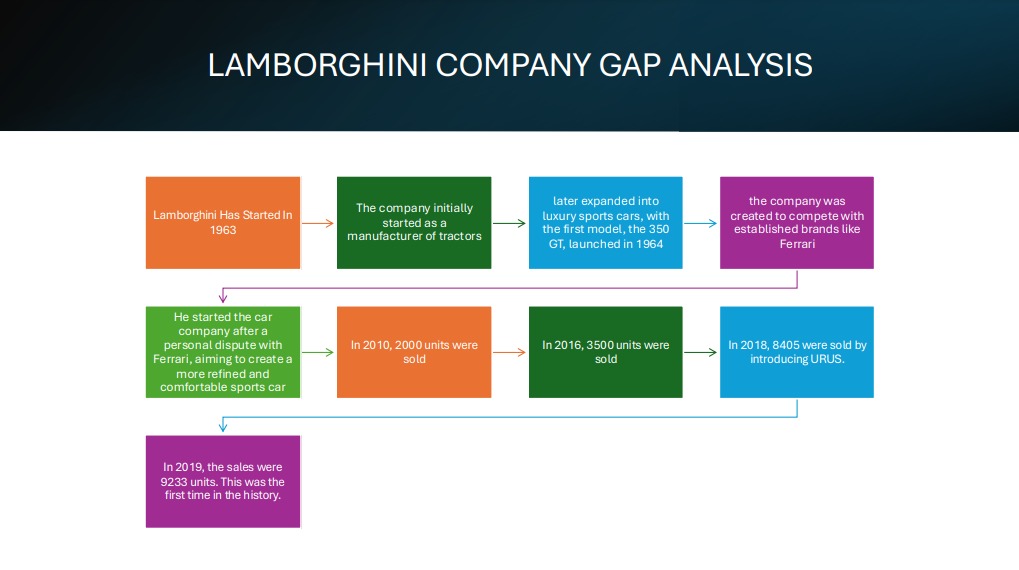 LAMBORGHINI COMPANY GAP ANALYSIS
Lamborghini Has Started In
1963
The company initially
started as a
manufacturer of tractors
later expanded into
luxury sports cars, with
the first model, the 350
GT, launched in 1964
the company was
created to compete with
established brands like
Ferrari
He started the car
company after a
personal dispute with
Ferrari, aiming to create a
more refined and
comfortable sports car
In 2010, 2000 units were
sold
In 2016, 3500 units were
sold
In 2018, 8405 were sold by
introducing URUS.
In 2019, the sales were
9233 units. This was the
first time in the history.